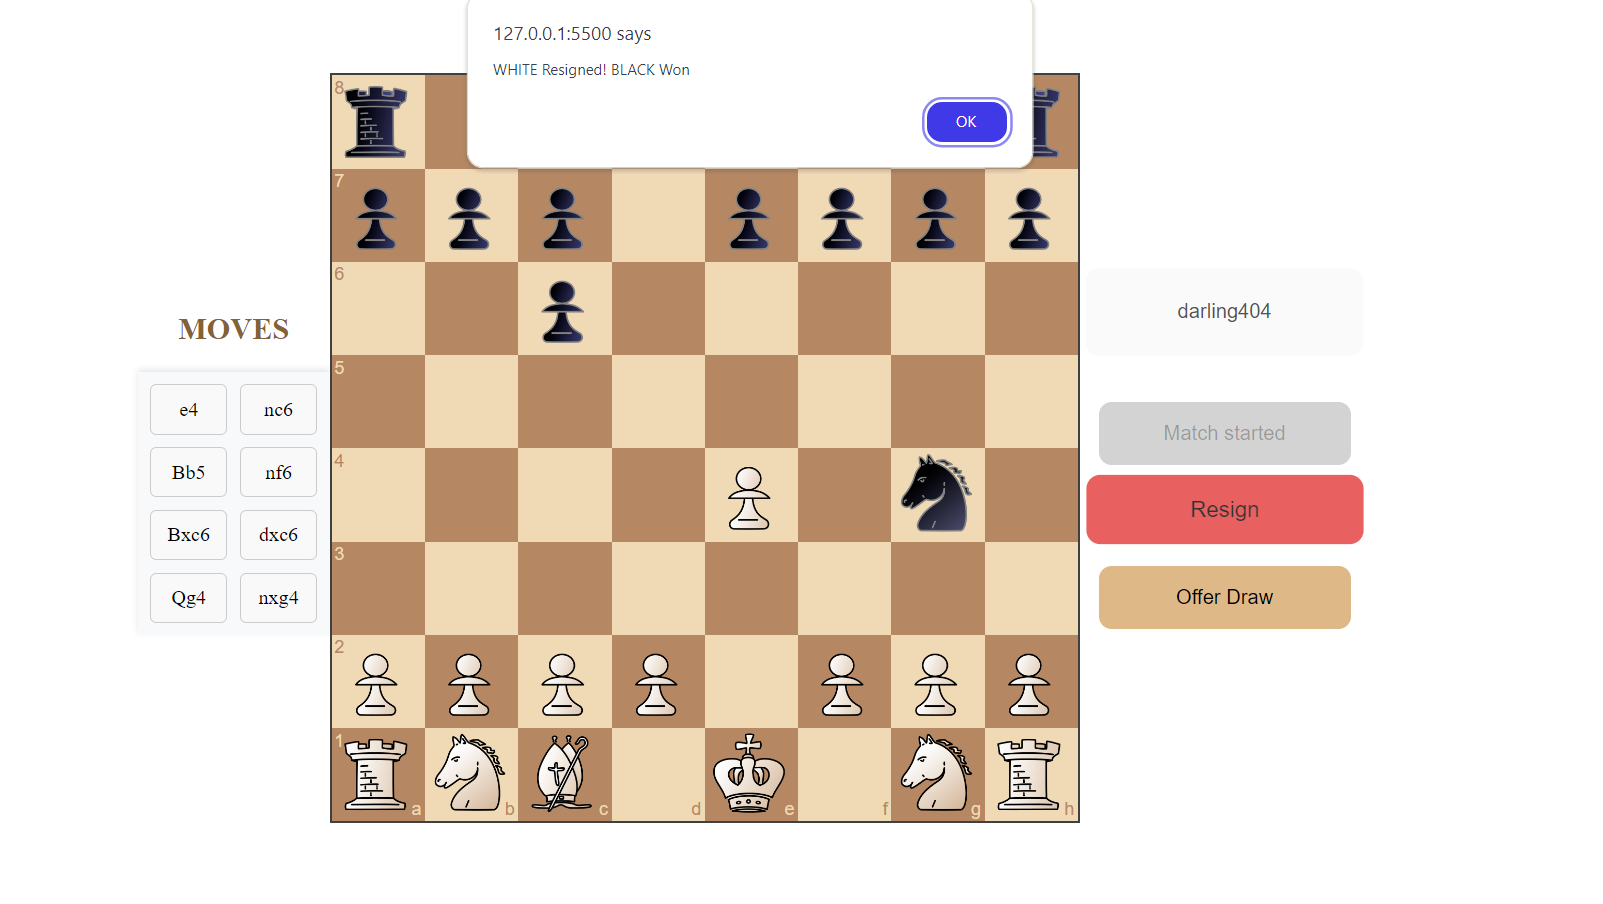 127.0.0.1:5500 says
WHITE Resigned! BLACK Won
OK
MOVES
e4 nc6
Bb5 nf6
Bxc6 dxc6
Qg4 nxg4
8
7
6
5
4
3
2
1
a b c d e f g h
darling404
Match started
Resign
Offer Draw